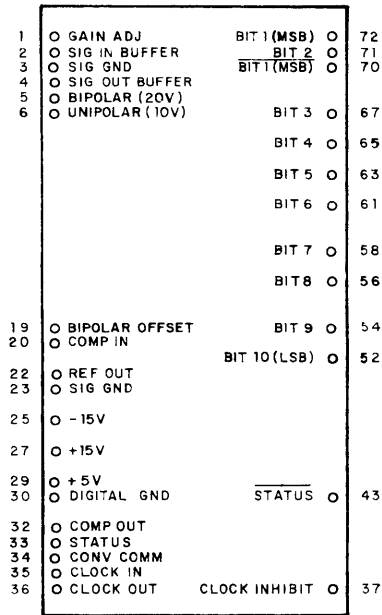 1 GAIN ADJ BIT 1 (MSB) 72
2 SIG IN BUFFER BIT 2 71
3 SIG GND BIT 1 (MSB) 70
4 SIG OUT BUFFER
5 BIPOLAR (20V)
6 UNIPOLAR (10V) BIT 3 67
BIT 4 65
BIT 5 63
BIT 6 61
BIT 7 58
BIT 8 56
19 BIPOLAR OFFSET BIT 9 54
20 COMP IN
BIT 10 (LSB) 52
22 REF OUT
23 SIG GND
25 -15V
27 +15V
29 +5V
30 DIGITAL GND STATUS 43
32 COMP OUT
33 STATUS
34 CONV COMM
35 CLOCK IN
36 CLOCK OUT CLOCK INHIBIT 37